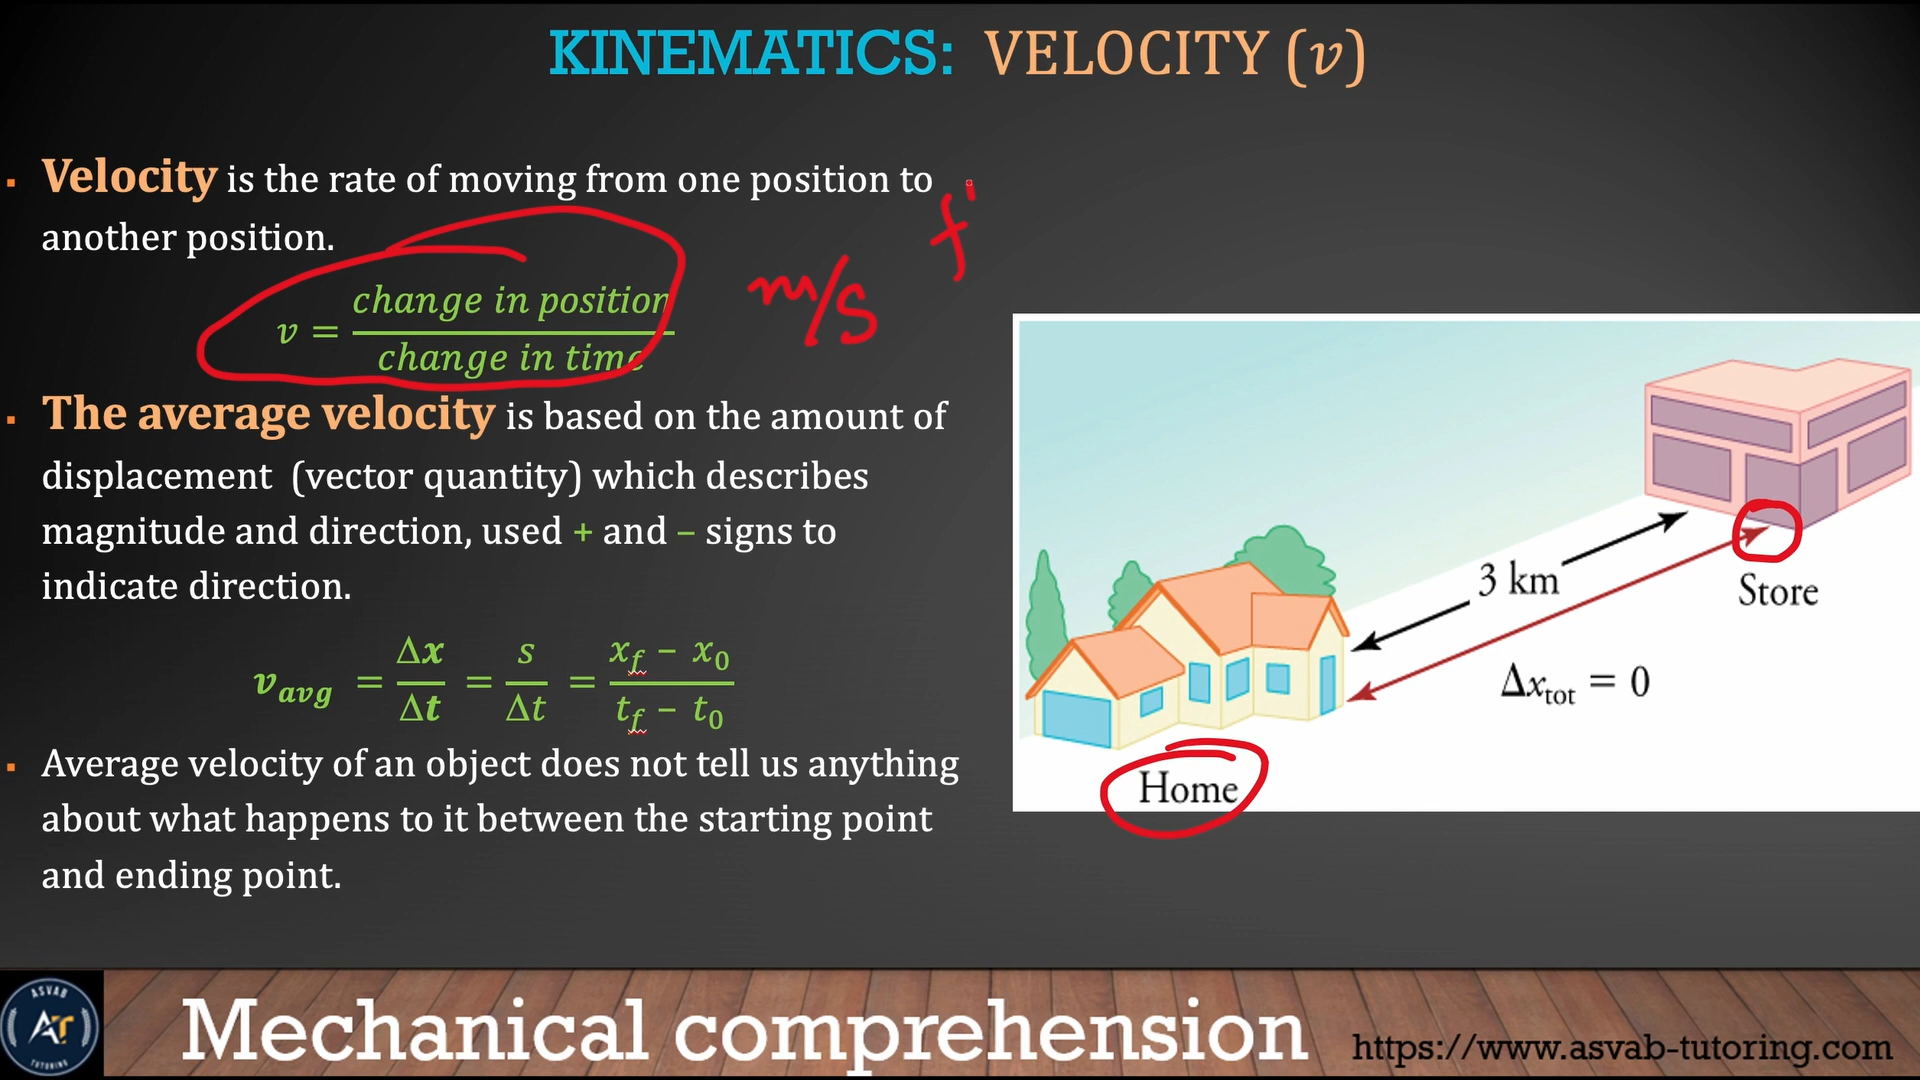 KINEMATICS: VELOCITY (v)
▪ Velocity is the rate of moving from one position to
another position.
v = change in position / change in time
m/s
f
▪ The average velocity is based on the amount of
displacement (vector quantity) which describes
magnitude and direction, used + and – signs to
indicate direction.
v_avg = Δx/Δt = s/Δt = (x_f − x_0)/(t_f − t_0)
▪ Average velocity of an object does not tell us anything
about what happens to it between the starting point
and ending point.
3 km
Store
Δx_tot = 0
Home
ASVAB
AT
TUTORING
Mechanical comprehension
https://www.asvab-tutoring.com